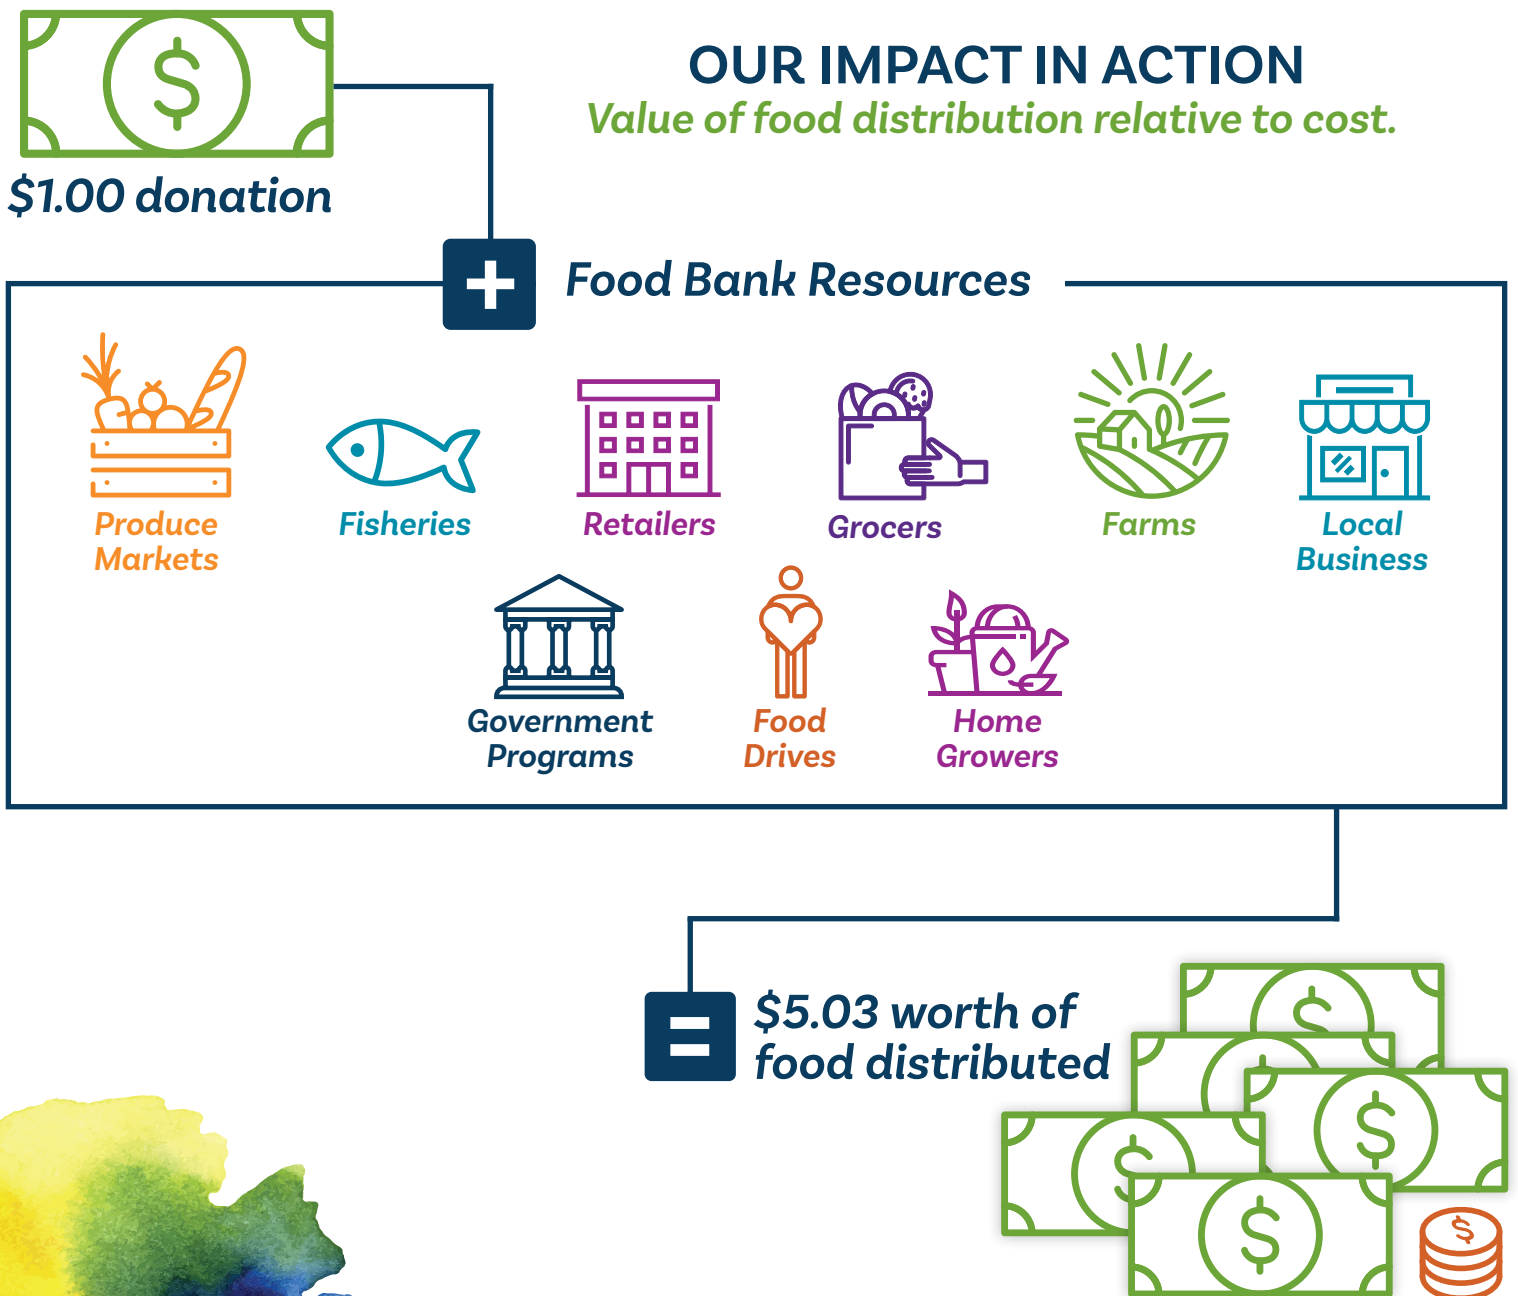 OUR IMPACT IN ACTION
Value of food distribution relative to cost.
$1.00 donation
Food Bank Resources
Produce
Markets
Fisheries
Retailers
Grocers
Farms
Local
Business
Government
Programs
Food
Drives
Home
Growers
$5.03 worth of
food distributed